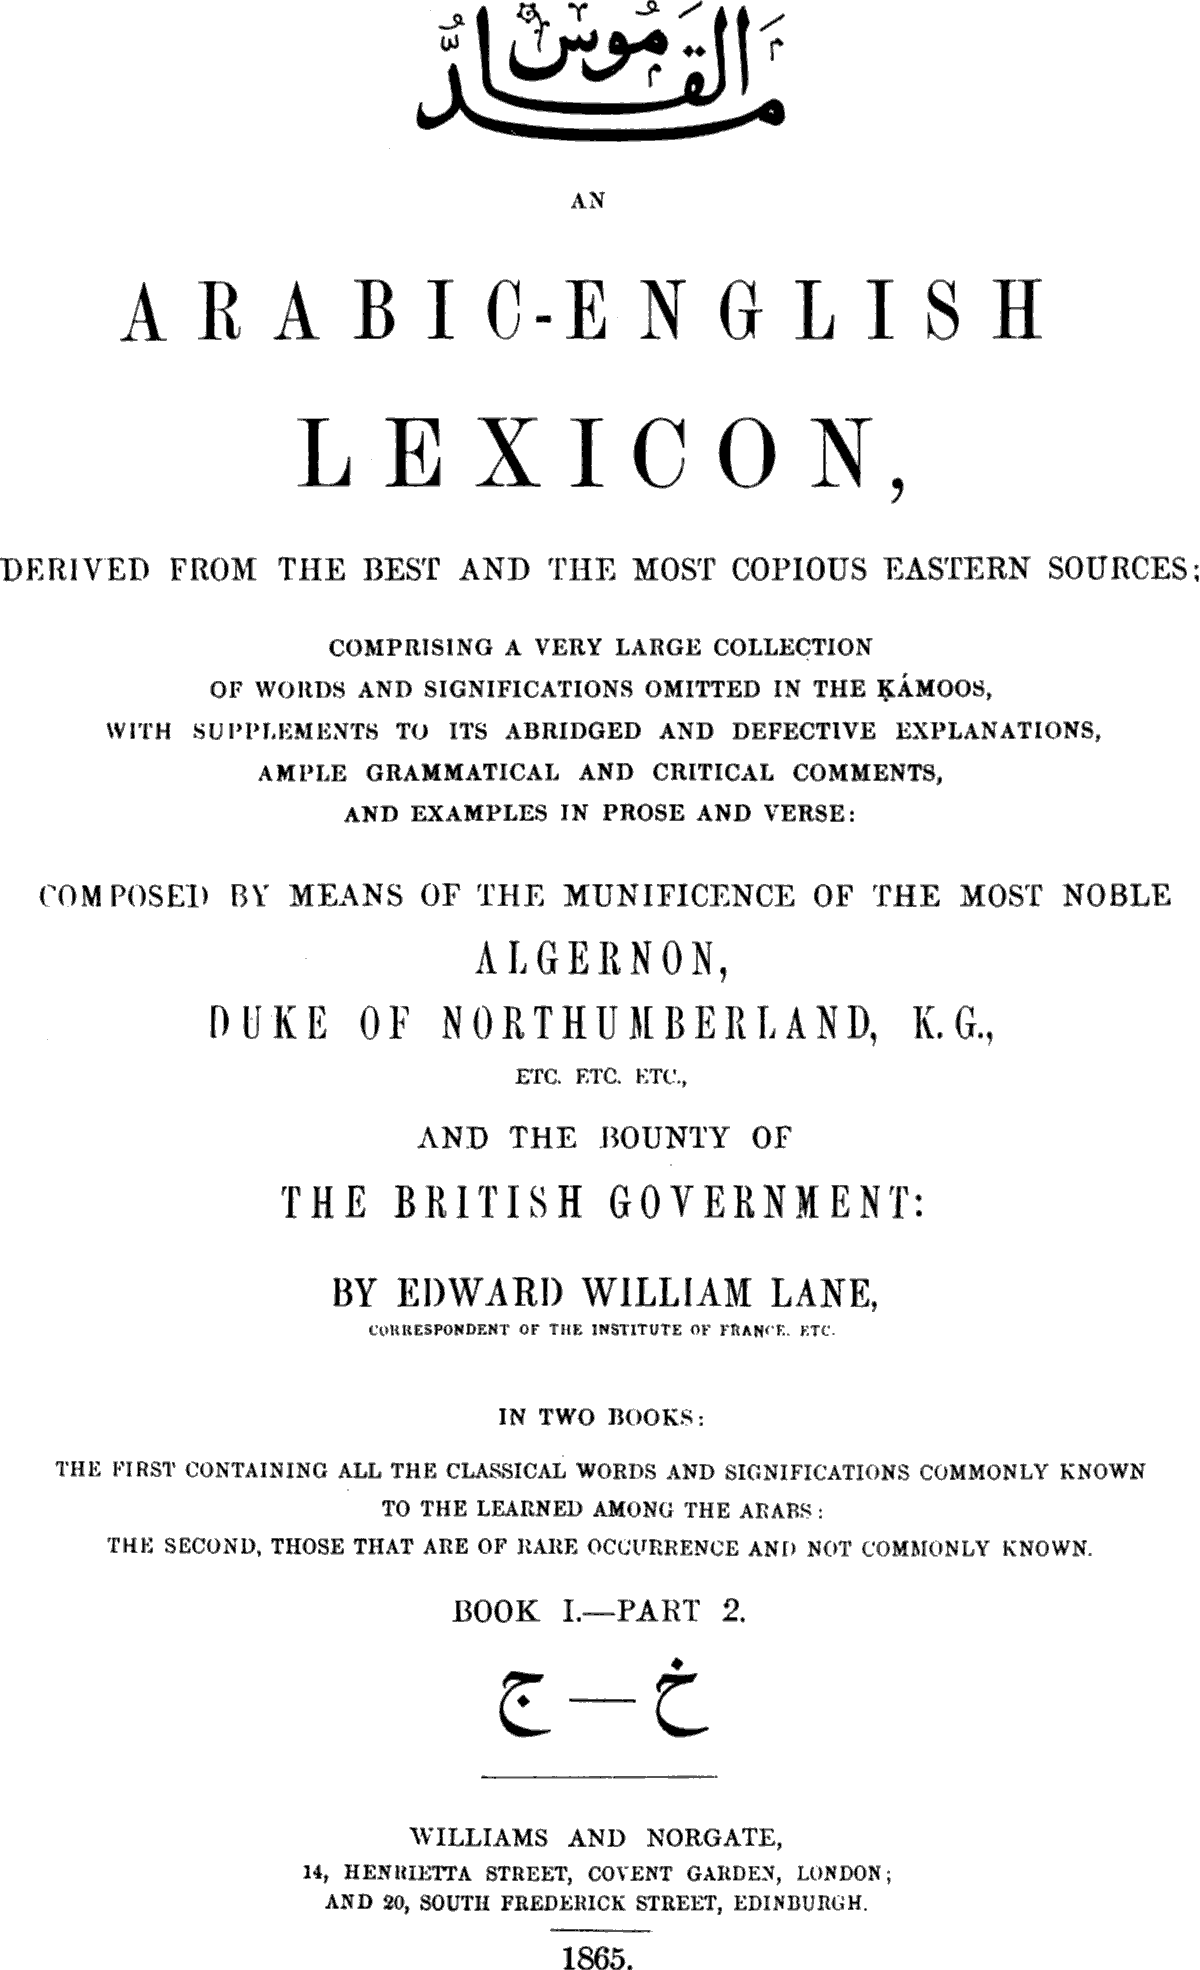 مَدُّ القَامُوس
AN
ARABIC-ENGLISH
LEXICON,
DERIVED FROM THE BEST AND THE MOST COPIOUS EASTERN SOURCES;
COMPRISING A VERY LARGE COLLECTION
OF WORDS AND SIGNIFICATIONS OMITTED IN THE ḲÁMOOS,
WITH SUPPLEMENTS TO ITS ABRIDGED AND DEFECTIVE EXPLANATIONS,
AMPLE GRAMMATICAL AND CRITICAL COMMENTS,
AND EXAMPLES IN PROSE AND VERSE:
COMPOSED BY MEANS OF THE MUNIFICENCE OF THE MOST NOBLE
ALGERNON,
DUKE OF NORTHUMBERLAND, K.G.,
ETC. ETC. ETC.,
AND THE BOUNTY OF
THE BRITISH GOVERNMENT:
BY EDWARD WILLIAM LANE,
CORRESPONDENT OF THE INSTITUTE OF FRANCE. ETC.
IN TWO BOOKS:
THE FIRST CONTAINING ALL THE CLASSICAL WORDS AND SIGNIFICATIONS COMMONLY KNOWN
TO THE LEARNED AMONG THE ARABS:
THE SECOND, THOSE THAT ARE OF RARE OCCURRENCE AND NOT COMMONLY KNOWN.
BOOK I.—PART 2.
خ — ج
WILLIAMS AND NORGATE,
14, HENRIETTA STREET, COVENT GARDEN, LONDON;
AND 20, SOUTH FREDERICK STREET, EDINBURGH.
1865.